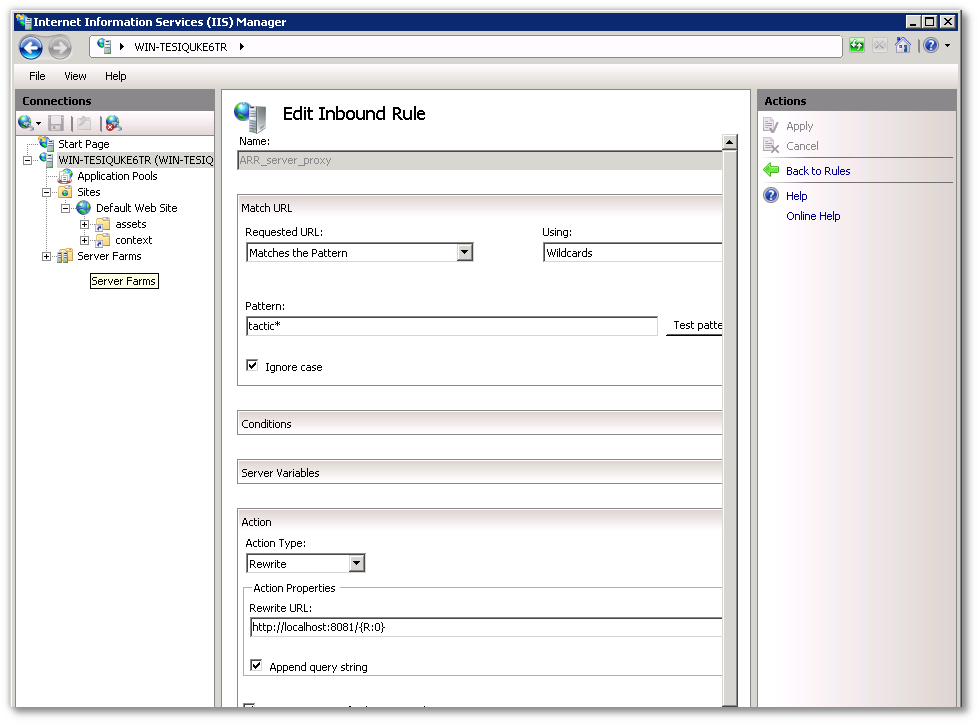 Internet Information Services (IIS) Manager
WIN-TESIQUKE6TR
File View Help
Connections
Start Page
WIN-TESIQUKE6TR (WIN-TESIQ
Application Pools
Sites
Default Web Site
assets
context
Server Farms
Server Farms
Edit Inbound Rule
Name:
ARR_server_proxy
Match URL
Requested URL: Using:
Matches the Pattern Wildcards
Pattern:
tactic* Test patte
Ignore case
Conditions
Server Variables
Action
Action Type:
Rewrite
Action Properties
Rewrite URL:
http://localhost:8081/{R:0}
Append query string
Actions
Apply
Cancel
Back to Rules
Help
Online Help